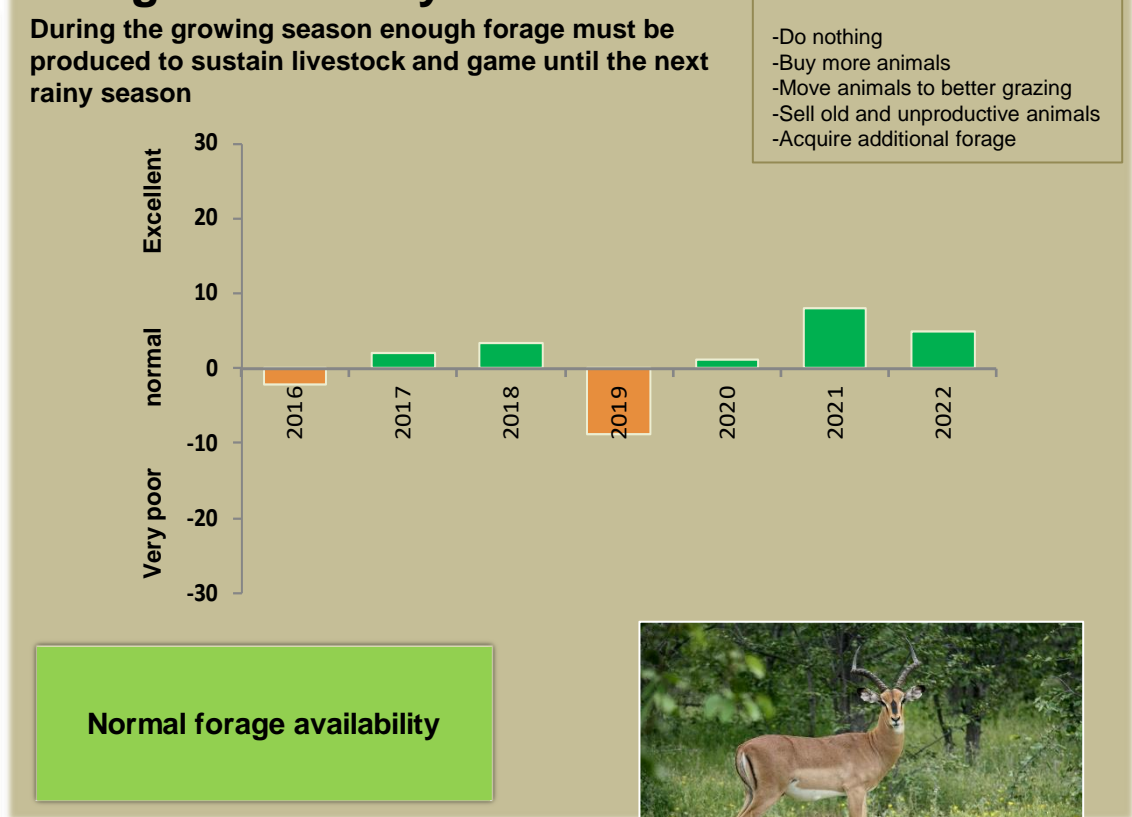 During the growing season enough forage must be
produced to sustain livestock and game until the next
rainy season
-Do nothing
-Buy more animals
-Move animals to better grazing
-Sell old and unproductive animals
-Acquire additional forage
Excellent
normal
Very poor
30
20
10
0
-10
-20
-30
2016
2017
2018
2019
2020
2021
2022
Normal forage availability